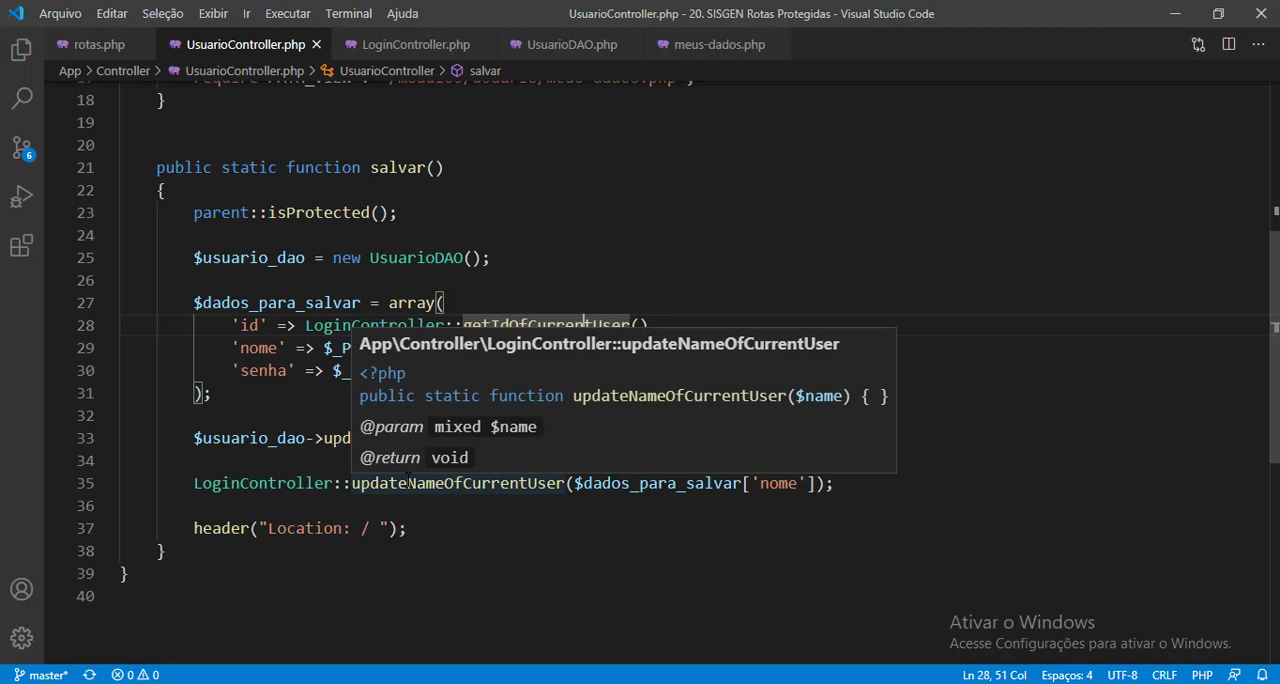 Arquivo Editar Seleção Exibir Ir Executar Terminal Ajuda UsuarioController.php - 20. SISGEN Rotas Protegidas - Visual Studio Code
rotas.php UsuarioController.php LoginController.php UsuarioDAO.php meus-dados.php
App > Controller > UsuarioController.php > UsuarioController > salvar
18 }
19
20
21 public static function salvar()
22 {
23 parent::isProtected();
24
25 $usuario_dao = new UsuarioDAO();
26
27 $dados_para_salvar = array(
28 'id' => LoginController::getIdOfCurrentUser()
29 'nome' => $_P
30 'senha' => $_
31 );
32
33 $usuario_dao->upd
34
35 LoginController::updateNameOfCurrentUser($dados_para_salvar['nome']);
36
37 header("Location: / ");
38 }
39 }
40
App\Controller\LoginController::updateNameOfCurrentUser
<?php
public static function updateNameOfCurrentUser($name) { }
@param mixed $name
@return void
Ativar o Windows
Acesse Configurações para ativar o Windows.
6
master* 0 0 Ln 28, 51 Col Espaços: 4 UTF-8 CRLF PHP